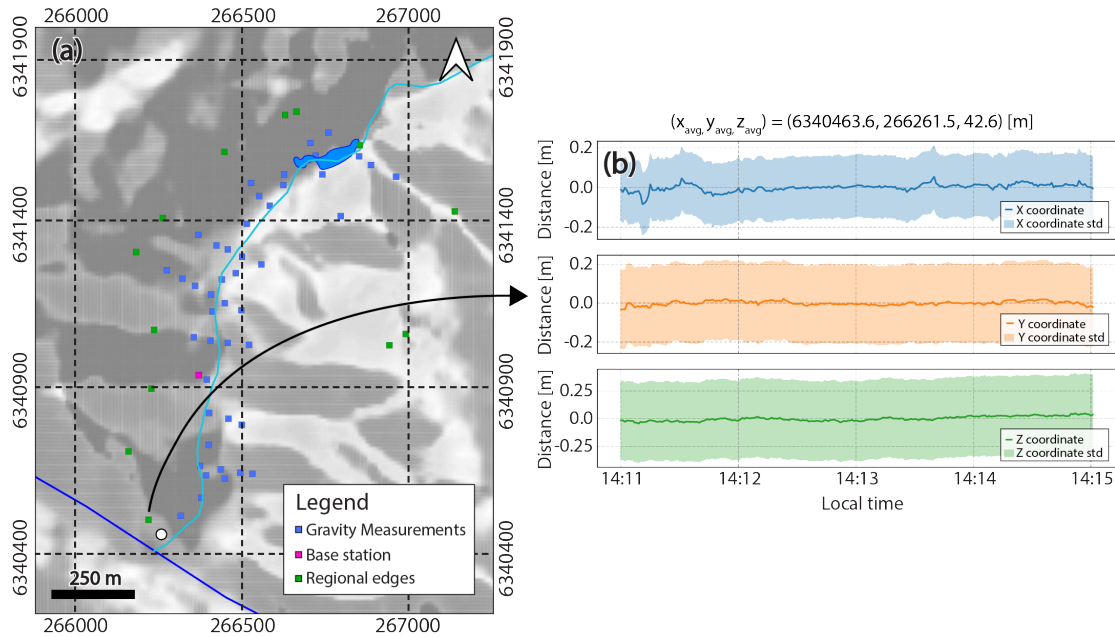 266000 266500 267000
(a)
6341900 6341900
6341400 6341400
6340900 6340900
6340400 6340400
Legend
Gravity Measurements
Base station
Regional edges
250 m
266000 266500 267000
(xavg, yavg, zavg) = (6340463.6, 266261.5, 42.6) [m]
(b)
Distance [m]
0.2
0.0
-0.2
X coordinate
X coordinate std
Distance [m]
0.2
0.0
-0.2
Y coordinate
Y coordinate std
Distance [m]
0.25
0.0
-0.25
Z coordinate
Z coordinate std
14:11 14:12 14:13 14:14 14:15
Local time